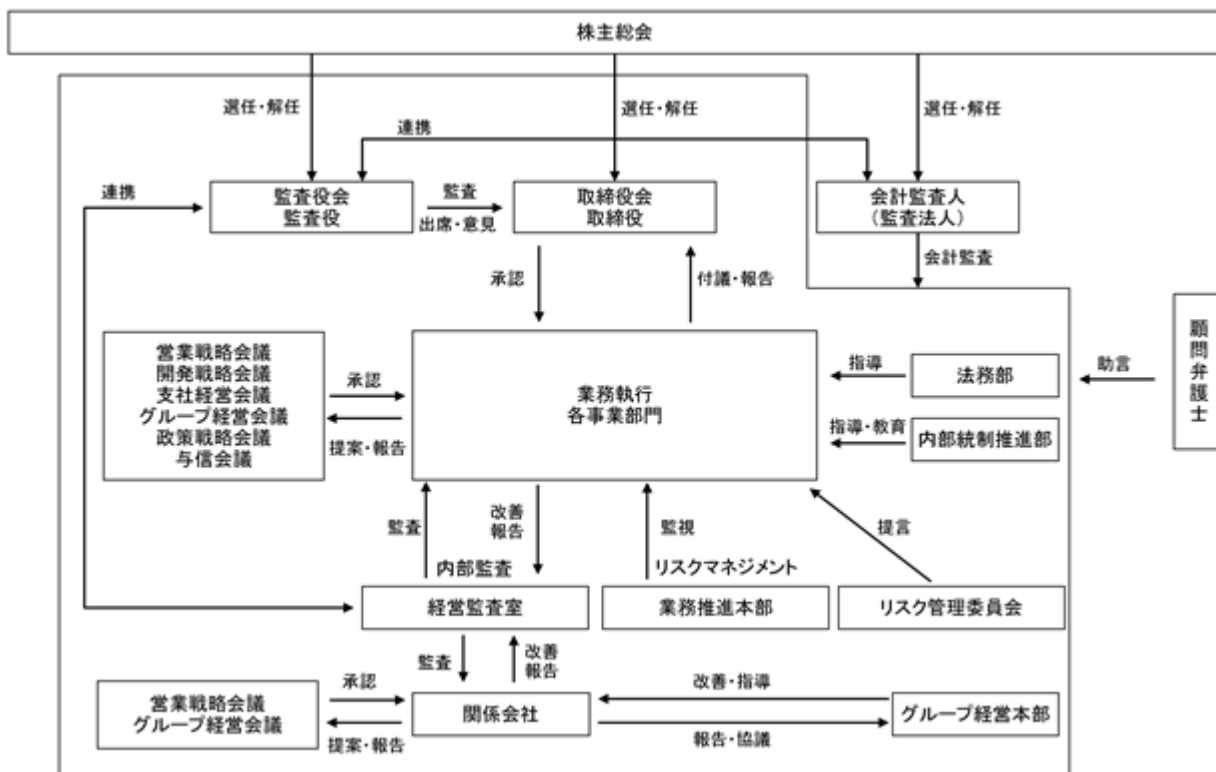 株主総会
選任・解任
選任・解任
選任・解任
連携
連携
監査役会
監査役
監査
出席・意見
取締役会
取締役
会計監査人
（監査法人）
会計監査
承認
付議・報告
顧問弁護士
助言
営業戦略会議
開発戦略会議
支社経営会議
グループ経営会議
政策戦略会議
与信会議
承認
提案・報告
業務執行
各事業部門
指導
法務部
指導・教育
内部統制推進部
監査
改善
報告
監視
提言
内部監査
リスクマネジメント
経営監査室
業務推進本部
リスク管理委員会
監査
改善
報告
営業戦略会議
グループ経営会議
承認
提案・報告
関係会社
改善・指導
報告・協議
グループ経営本部